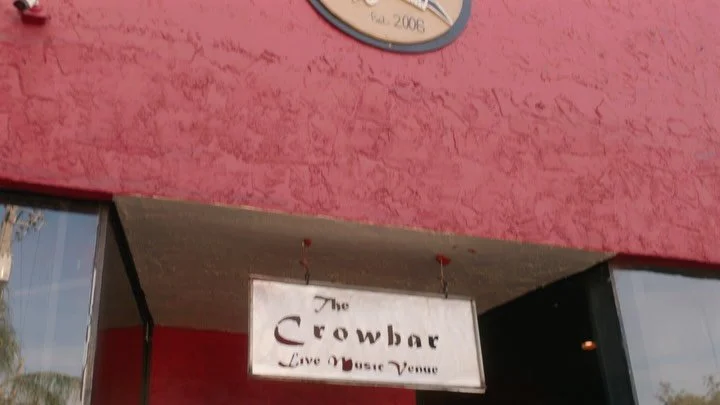 Est. 2006
The
Crowbar
Live Music Venue